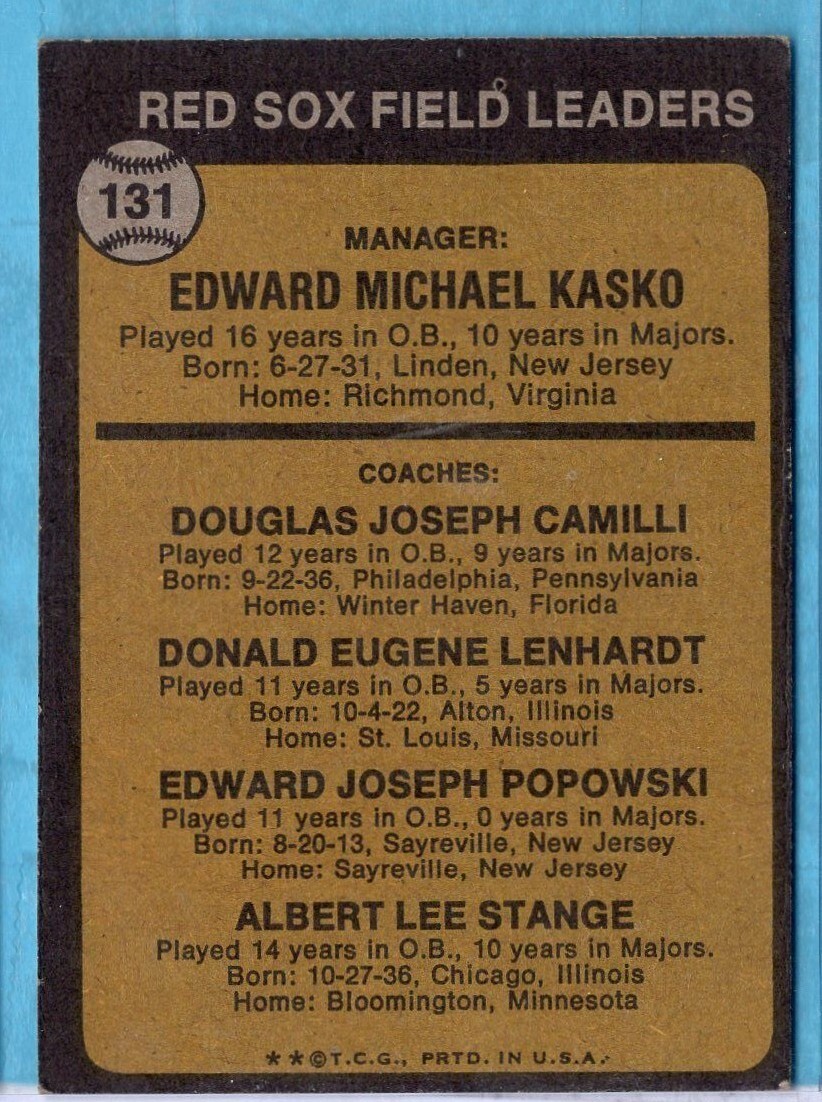 RED SOX FIELD LEADERS
131
MANAGER:
EDWARD MICHAEL KASKO
Played 16 years in O.B., 10 years in Majors.
Born: 6-27-31, Linden, New Jersey
Home: Richmond, Virginia
COACHES:
DOUGLAS JOSEPH CAMILLI
Played 12 years in O.B., 9 years in Majors.
Born: 9-22-36, Philadelphia, Pennsylvania
Home: Winter Haven, Florida
DONALD EUGENE LENHARDT
Played 11 years in O.B., 5 years in Majors.
Born: 10-4-22, Alton, Illinois
Home: St. Louis, Missouri
EDWARD JOSEPH POPOWSKI
Played 11 years in O.B., 0 years in Majors.
Born: 8-20-13, Sayreville, New Jersey
Home: Sayreville, New Jersey
ALBERT LEE STANGE
Played 14 years in O.B., 10 years in Majors.
Born: 10-27-36, Chicago, Illinois
Home: Bloomington, Minnesota
**©T.C.G., PRTD. IN U.S.A.